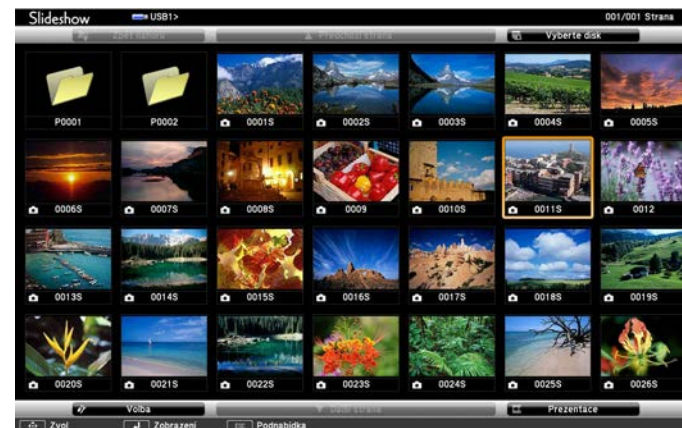 Slideshow USB1> 001/001 Strana
Zpět nahoru Předchozí strana Vyberte disk
P0001 P0002 0001S 0002S 0003S 0004S 0005S
0006S 0007S 0008S 0009 0010S 0011S 0012
0013S 0014S 0015S 0016S 0017S 0018S 0019S
0020S 0021S 0022S 0023S 0024S 0025S 0026S
Volba Další strana Prezentace
Zvol Zobrazení Esc Podnabídka